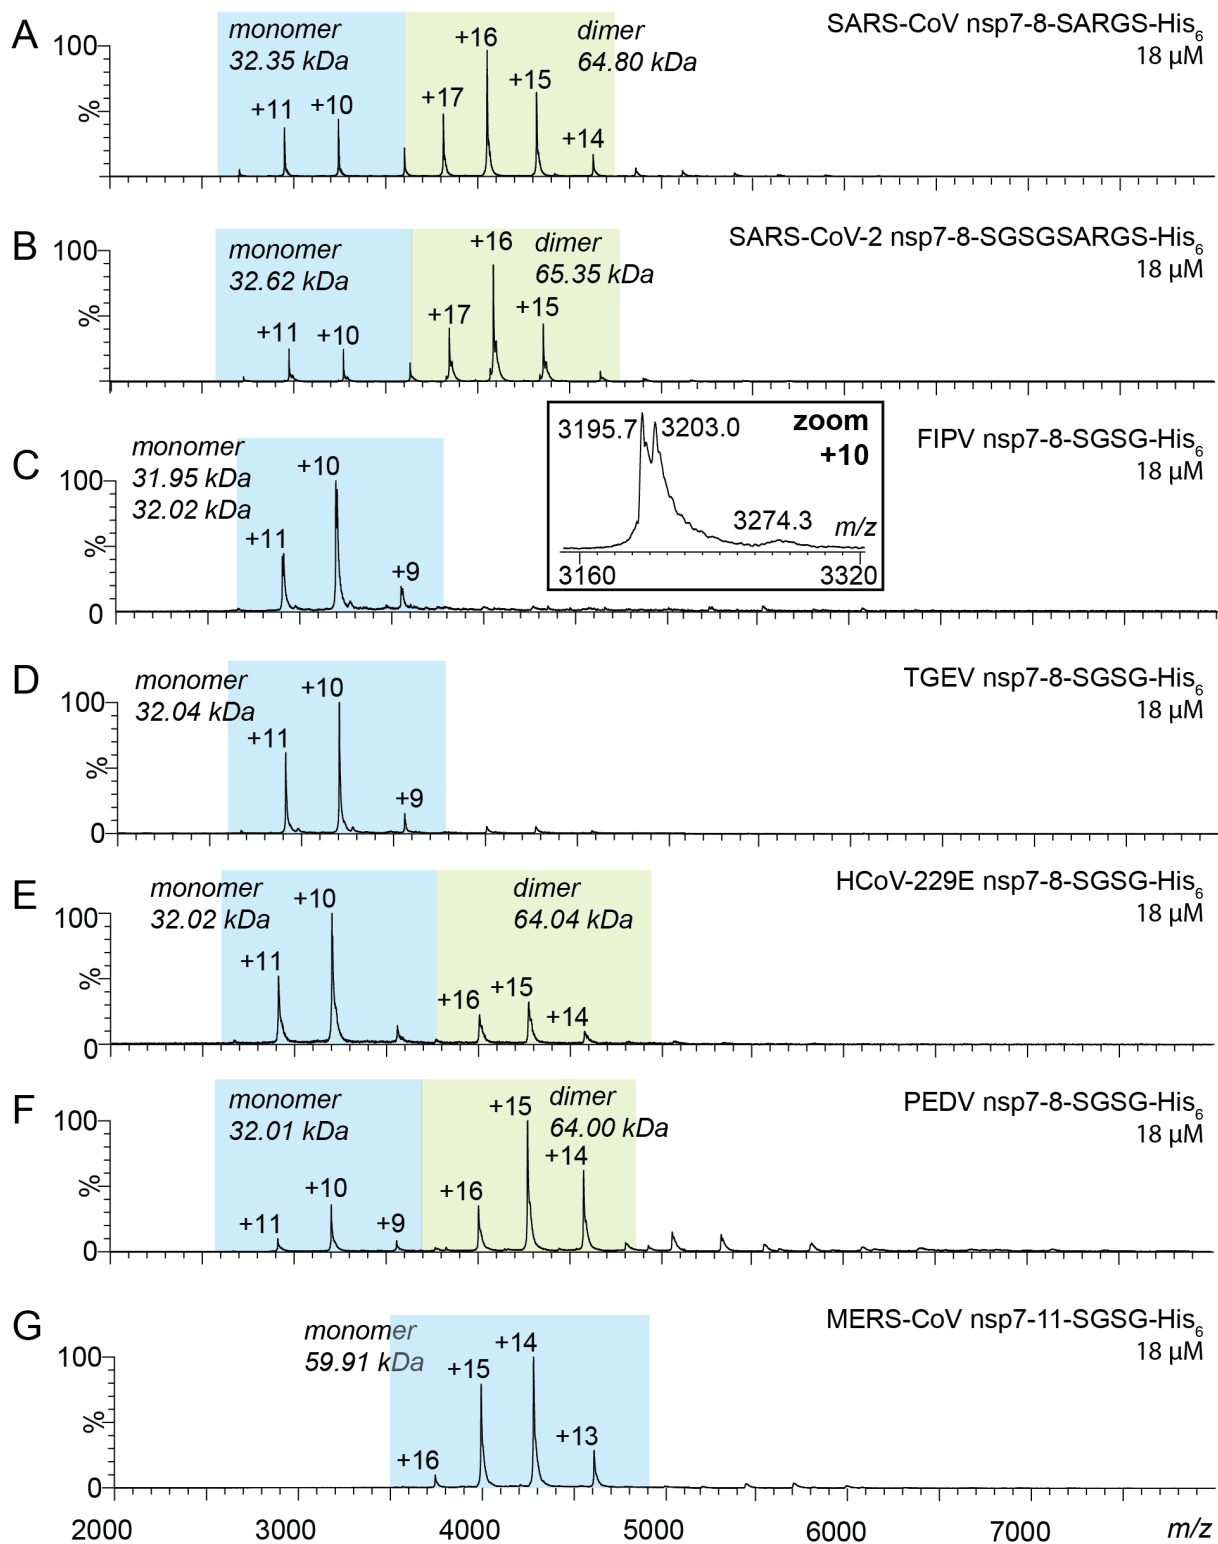 A
monomer
32.35 kDa
dimer
64.80 kDa
SARS-CoV nsp7-8-SARGS-His6
18 µM
100
%
+11
+10
+17
+16
+15
+14
B
monomer
32.62 kDa
dimer
65.35 kDa
SARS-CoV-2 nsp7-8-SGSGSARGS-His6
18 µM
100
%
+11
+10
+17
+16
+15
C
monomer
31.95 kDa
32.02 kDa
FIPV nsp7-8-SGSG-His6
18 µM
100
%
0
+11
+10
+9
3195.7
3203.0
zoom
+10
3274.3
m/z
3160
3320
D
monomer
32.04 kDa
TGEV nsp7-8-SGSG-His6
18 µM
100
%
0
+11
+10
+9
E
monomer
32.02 kDa
dimer
64.04 kDa
HCoV-229E nsp7-8-SGSG-His6
18 µM
100
%
0
+11
+10
+16
+15
+14
F
monomer
32.01 kDa
dimer
64.00 kDa
PEDV nsp7-8-SGSG-His6
18 µM
100
%
0
+11
+10
+9
+16
+15
+14
G
monomer
59.91 kDa
MERS-CoV nsp7-11-SGSG-His6
18 µM
100
%
0
+16
+15
+14
+13
2000
3000
4000
5000
6000
7000
m/z